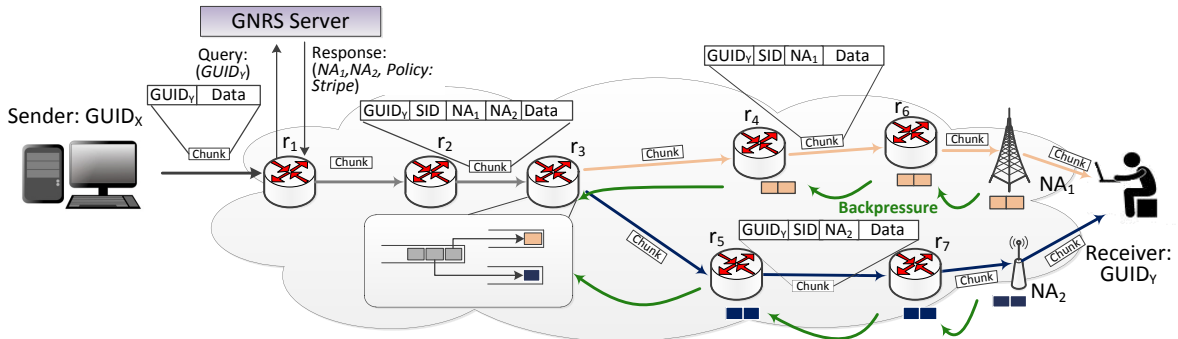 GNRS Server
Query:
(GUIDY)
Response:
(NA1,NA2, Policy:
Stripe)
GUIDY Data
Sender: GUIDX
Chunk
r1
Chunk
r2
GUIDY SID NA1 NA2 Data
Chunk
r3
Chunk
GUIDY SID NA1 Data
r4
Chunk
r6
Chunk
NA1
Chunk
Backpressure
Chunk
r5
GUIDY SID NA2 Data
Chunk
r7
Chunk
NA2
Chunk
Receiver:
GUIDY